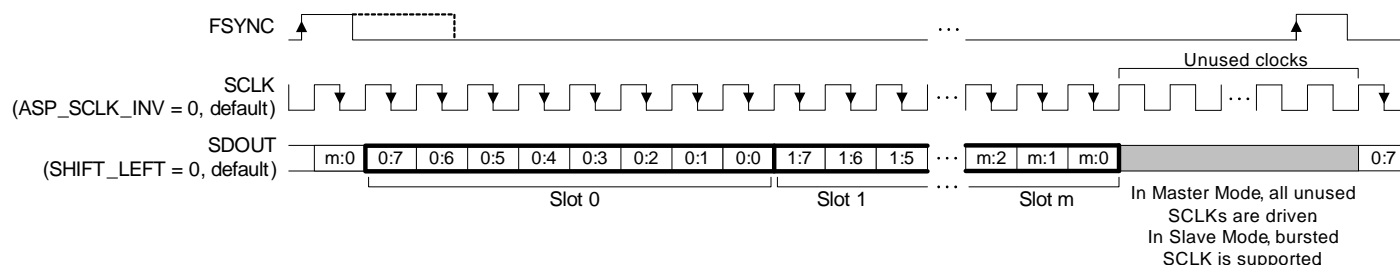 FSYNC
...
Unused clocks
SCLK
(ASP_SCLK_INV = 0, default)
... ...
SDOUT
(SHIFT_LEFT = 0, default)
m:0 0:7 0:6 0:5 0:4 0:3 0:2 0:1 0:0 1:7 1:6 1:5 ... m:2 m:1 m:0 0:7
Slot 0 Slot 1 ... Slot m
In Master Mode, all unused
SCLKs are driven
In Slave Mode, bursted
SCLK is supported